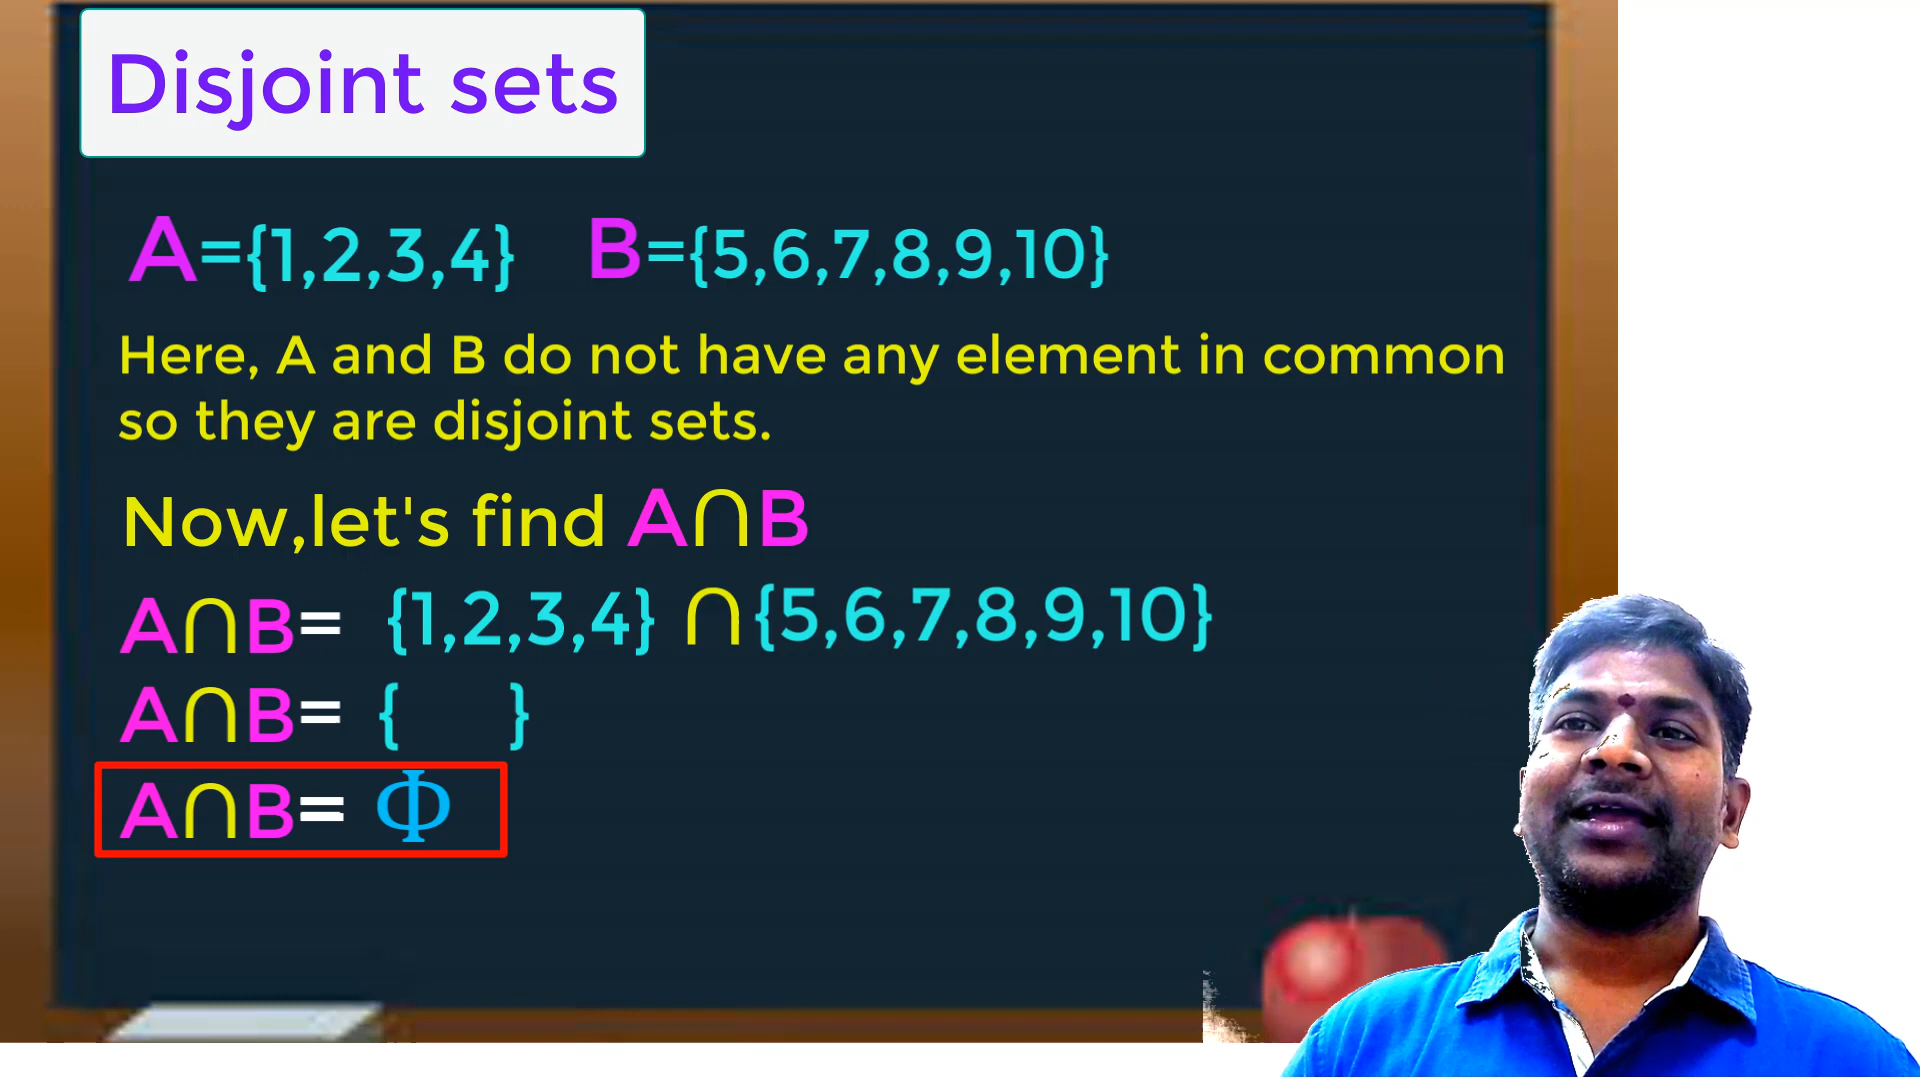 Disjoint sets
A={1,2,3,4} B={5,6,7,8,9,10}
Here, A and B do not have any element in common
so they are disjoint sets.
Now,let's find A∩B
A∩B= {1,2,3,4} ∩ {5,6,7,8,9,10}
A∩B= { }
A∩B= Φ